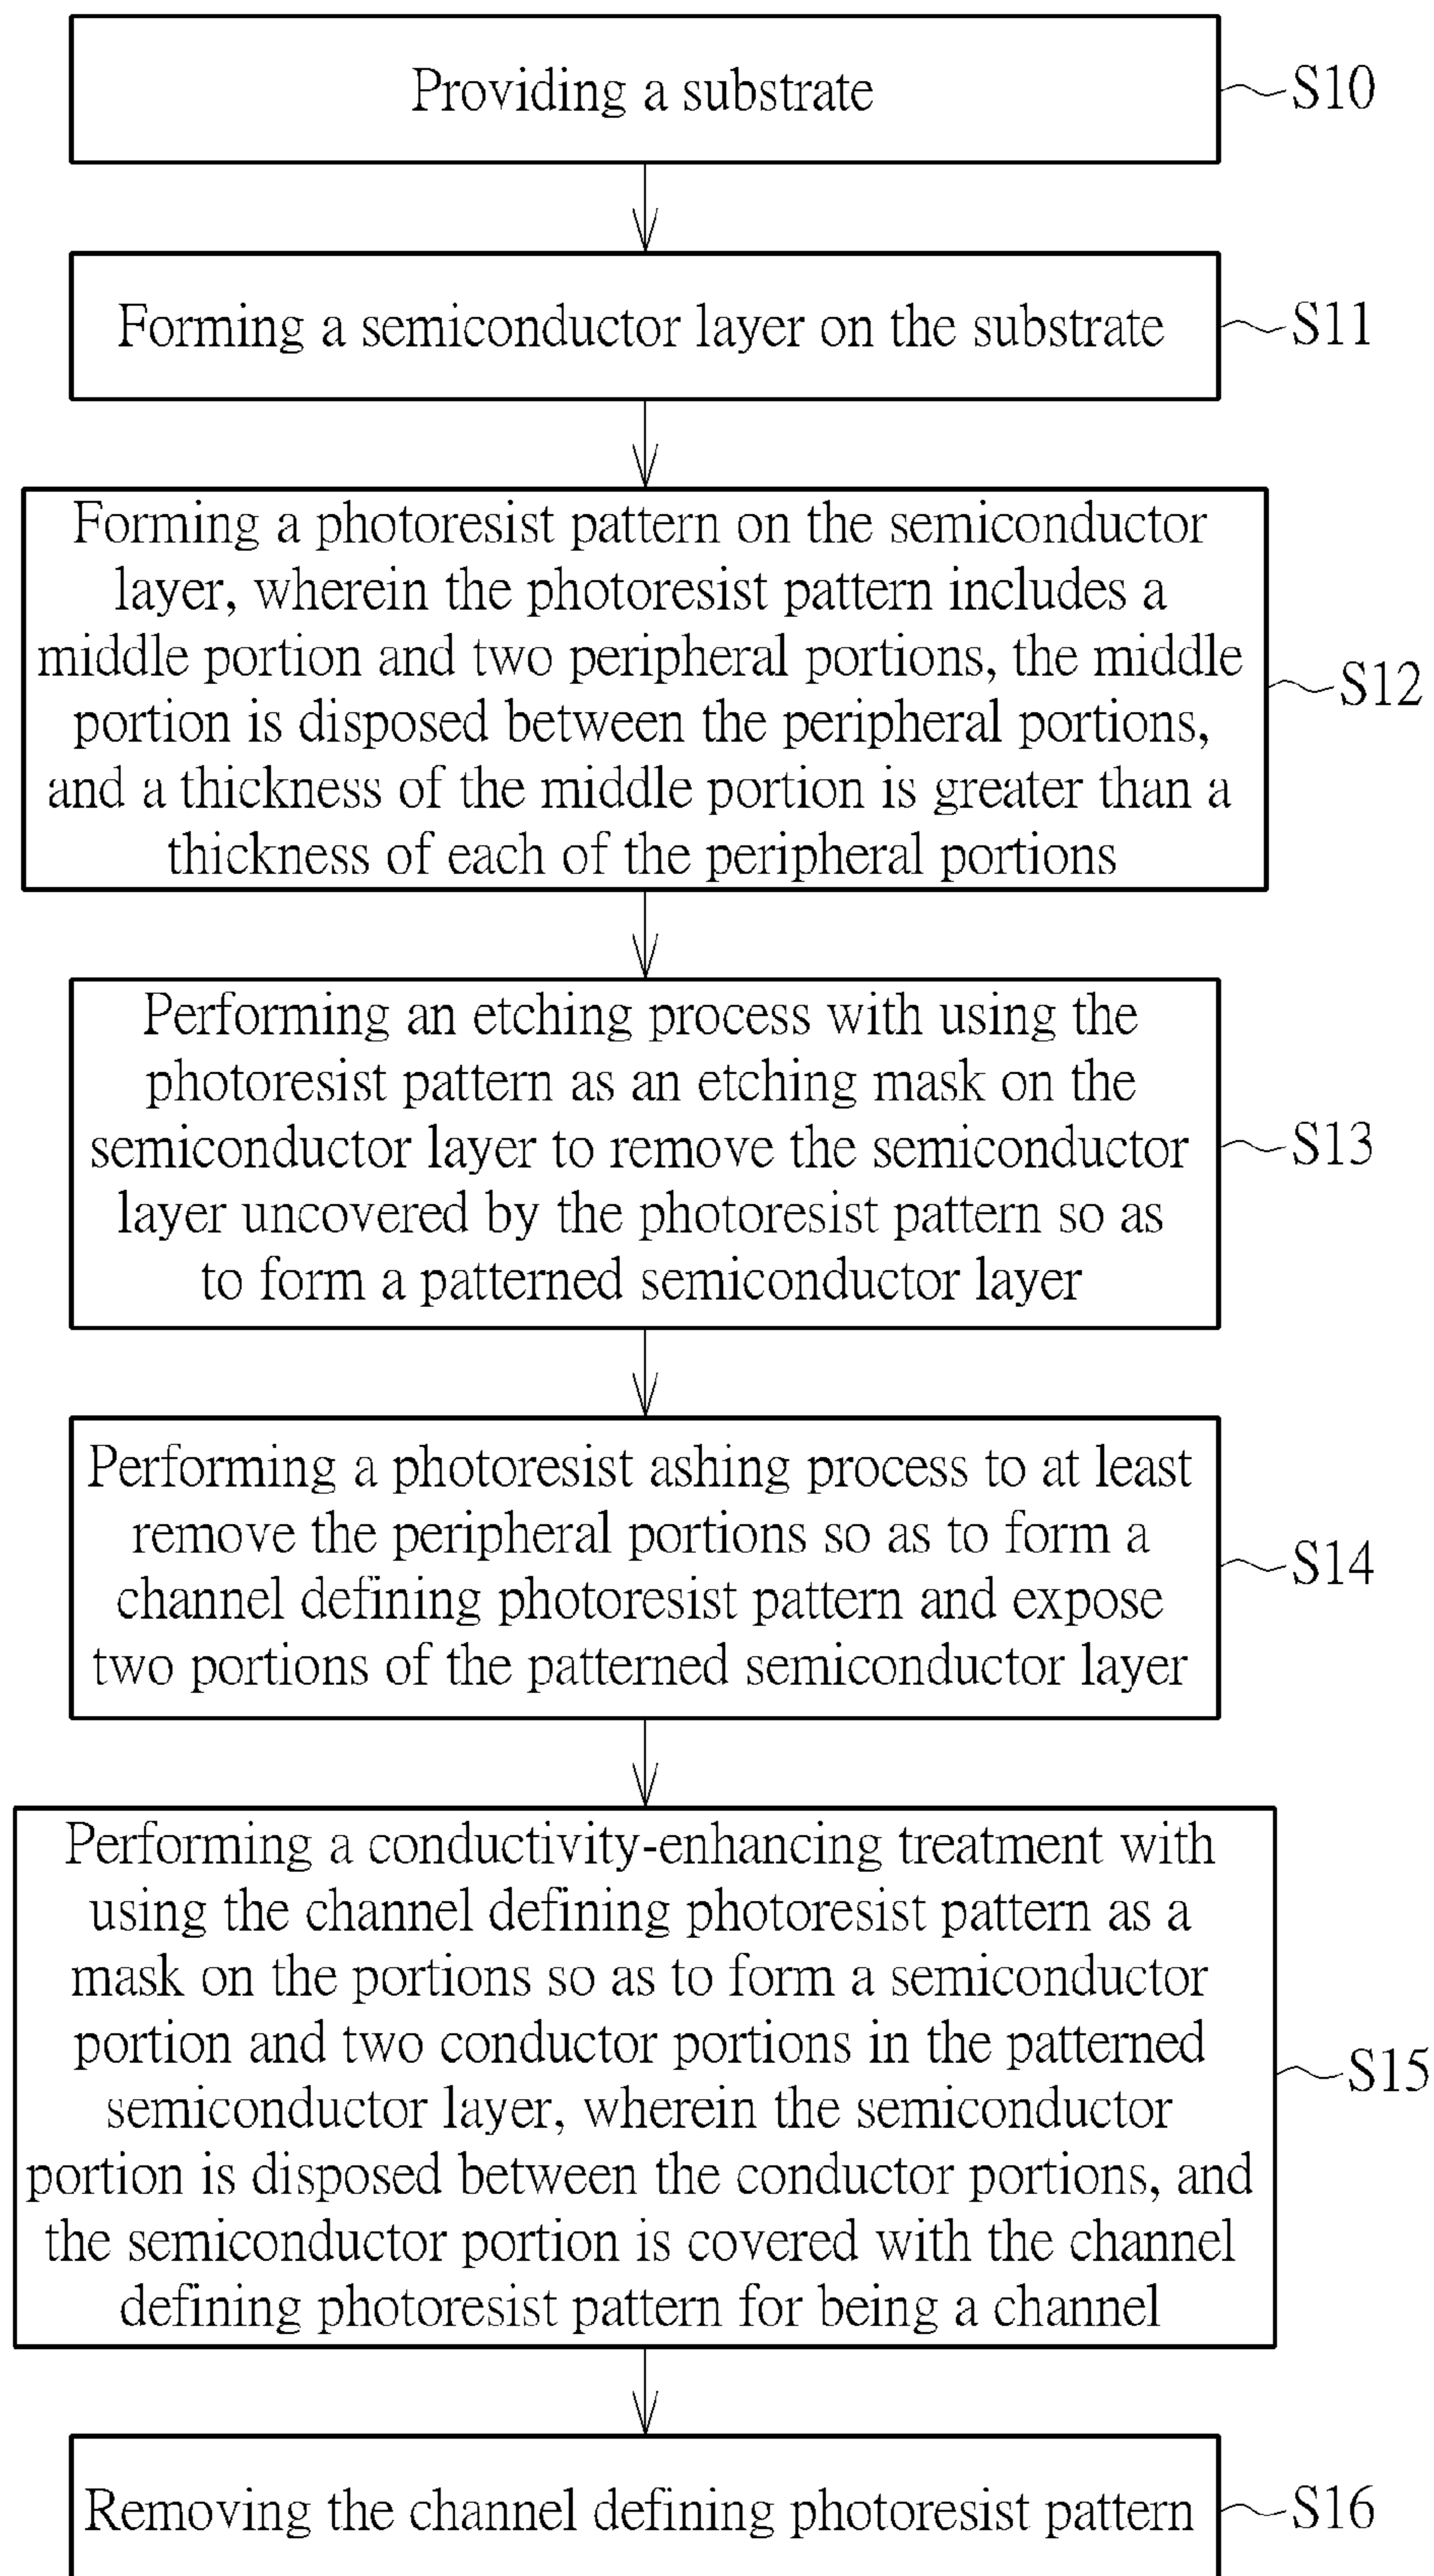 Providing a substrate
S10
Forming a semiconductor layer on the substrate
S11
Forming a photoresist pattern on the semiconductor
layer, wherein the photoresist pattern includes a
middle portion and two peripheral portions, the middle
portion is disposed between the peripheral portions,
and a thickness of the middle portion is greater than a
thickness of each of the peripheral portions
S12
Performing an etching process with using the
photoresist pattern as an etching mask on the
semiconductor layer to remove the semiconductor
layer uncovered by the photoresist pattern so as
to form a patterned semiconductor layer
S13
Performing a photoresist ashing process to at least
remove the peripheral portions so as to form a
channel defining photoresist pattern and expose
two portions of the patterned semiconductor layer
S14
Performing a conductivity-enhancing treatment with
using the channel defining photoresist pattern as a
mask on the portions so as to form a semiconductor
portion and two conductor portions in the patterned
semiconductor layer, wherein the semiconductor
portion is disposed between the conductor portions, and
the semiconductor portion is covered with the channel
defining photoresist pattern for being a channel
S15
Removing the channel defining photoresist pattern
S16